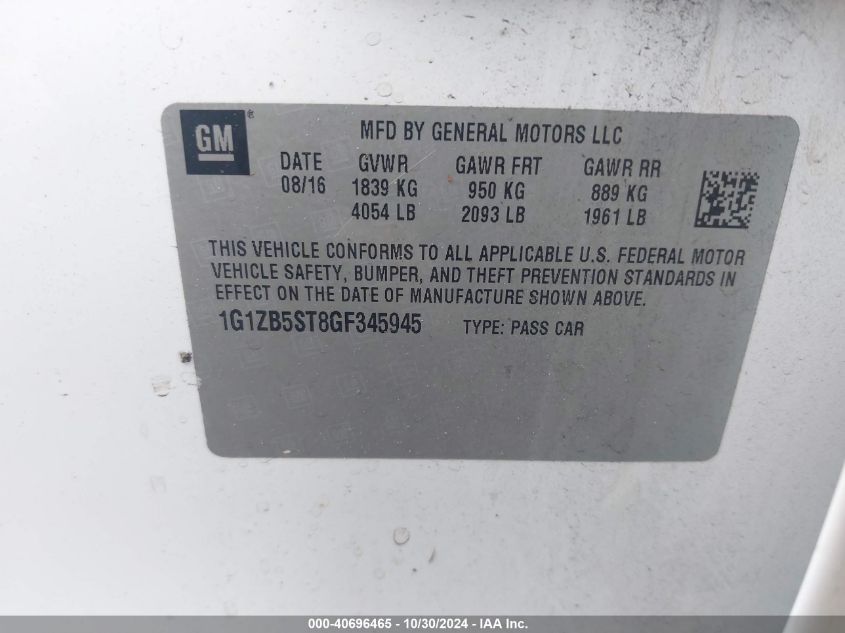 GM ®
MFD BY GENERAL MOTORS LLC
DATE GVWR GAWR FRT GAWR RR
08/16 1839 KG 950 KG 889 KG
4054 LB 2093 LB 1961 LB
THIS VEHICLE CONFORMS TO ALL APPLICABLE U.S. FEDERAL MOTOR
VEHICLE SAFETY, BUMPER, AND THEFT PREVENTION STANDARDS IN
EFFECT ON THE DATE OF MANUFACTURE SHOWN ABOVE.
1G1ZB5ST8GF345945 TYPE: PASS CAR
000-40696465 - 10/30/2024 - IAA Inc.